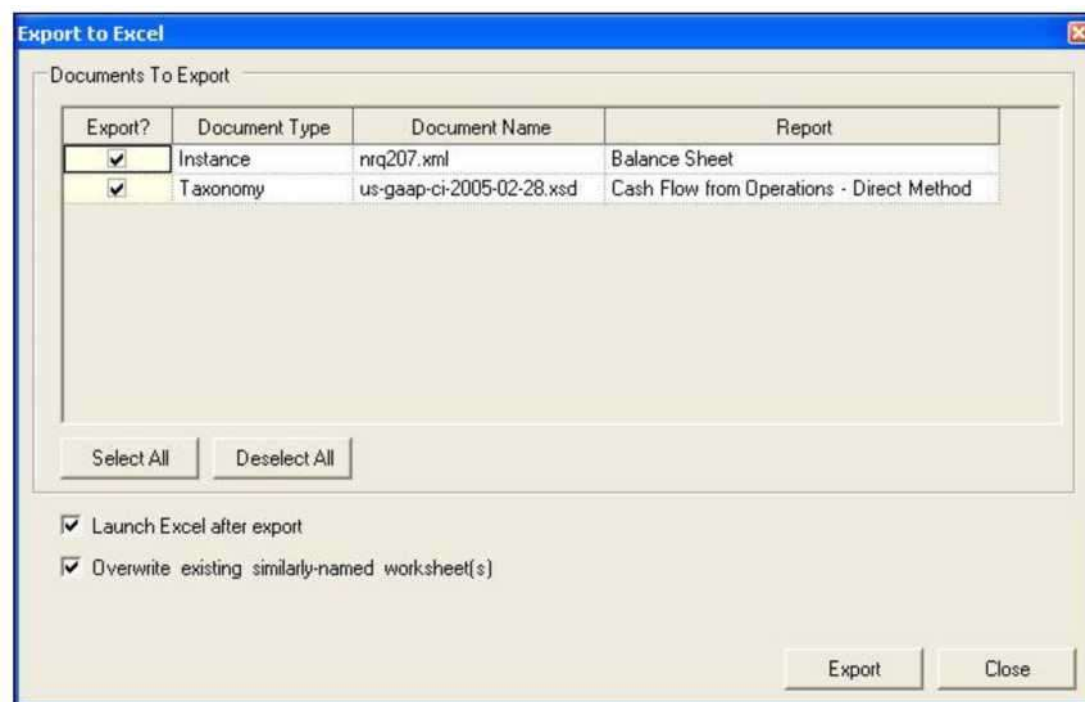 Export to Excel
Documents To Export
Export? Document Type Document Name Report
Instance nrq207.xml Balance Sheet
Taxonomy us-gaap-ci-2005-02-28.xsd Cash Flow from Operations - Direct Method
Select All Deselect All
Launch Excel after export
Overwrite existing similarly-named worksheet(s)
Export Close